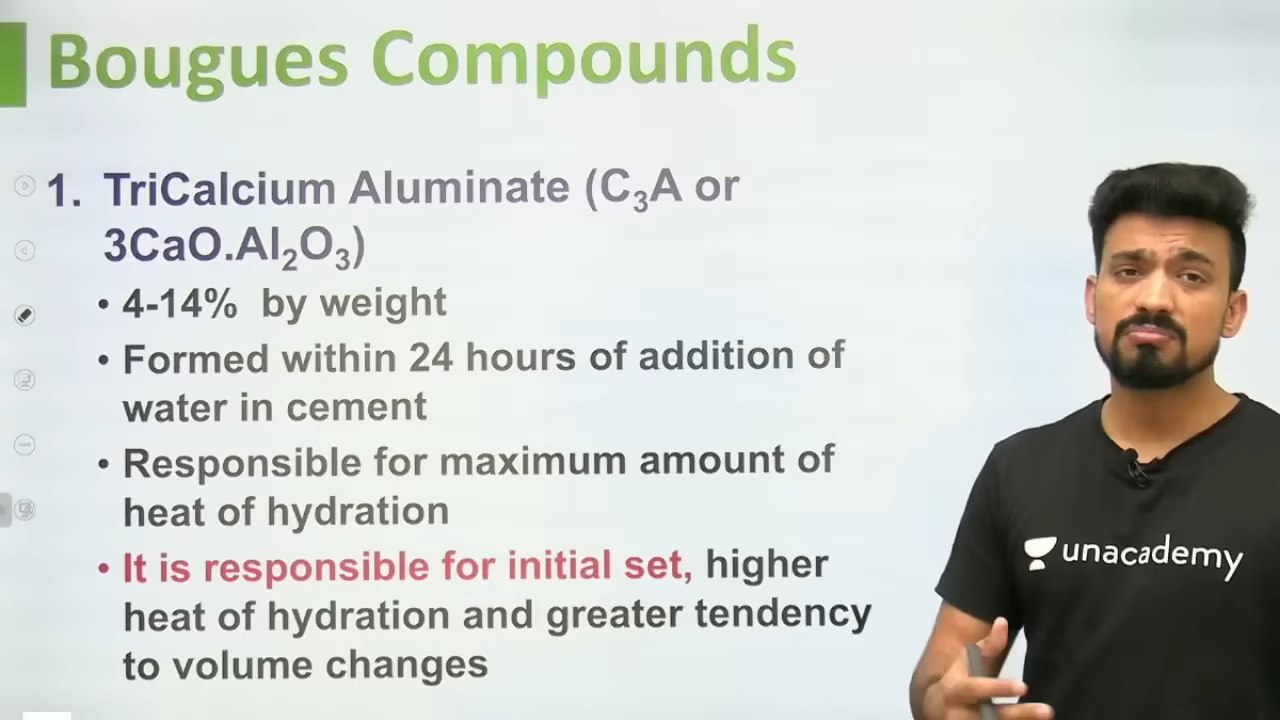 Bougues Compounds
1. TriCalcium Aluminate (C₃A or
3CaO.Al₂O₃)
• 4-14% by weight
• Formed within 24 hours of addition of
water in cement
• Responsible for maximum amount of
heat of hydration
• It is responsible for initial set, higher
heat of hydration and greater tendency
to volume changes
unacademy